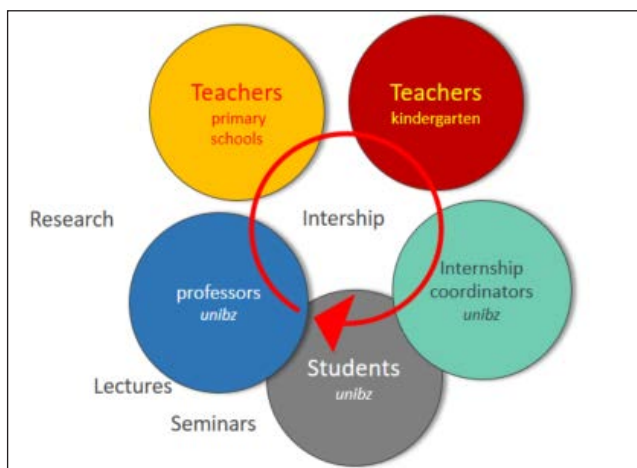 Teachers
primary
schools
Teachers
kindergarten
Research
Intership
professors
unibz
Internship
coordinators
unibz
Students
unibz
Lectures
Seminars